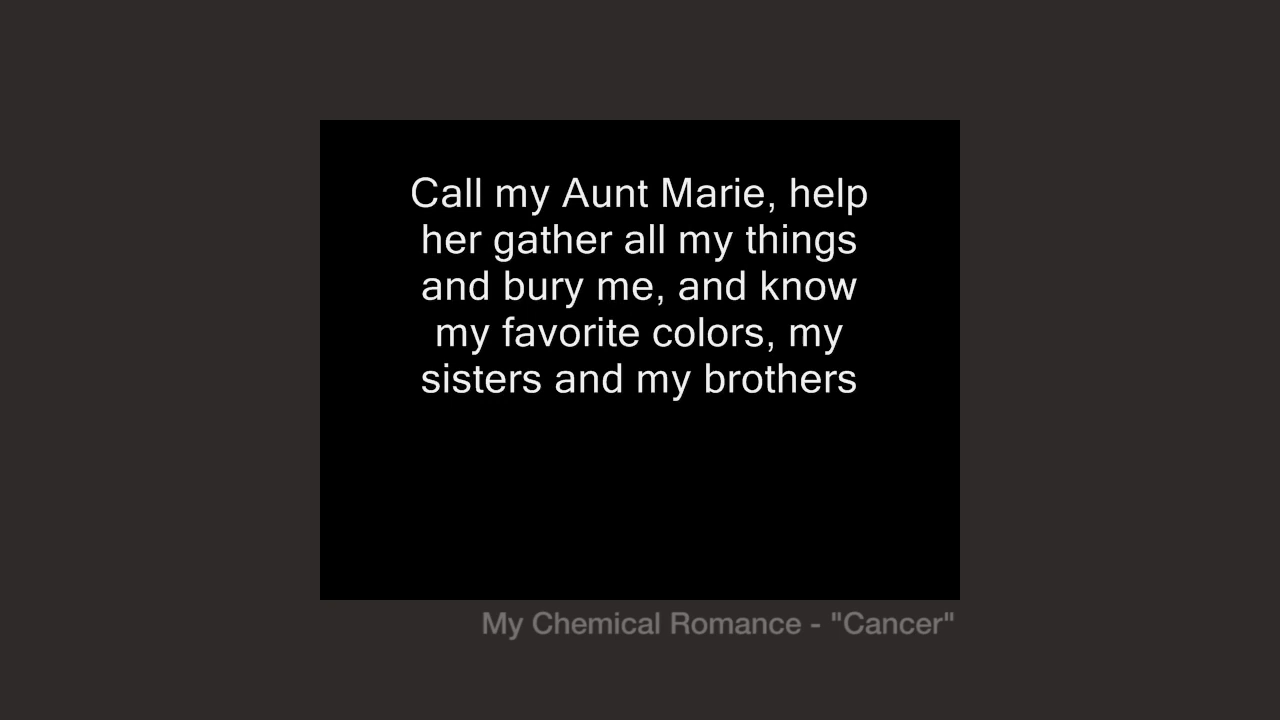 Call my Aunt Marie, help
her gather all my things
and bury me, and know
my favorite colors, my
sisters and my brothers
My Chemical Romance - "Cancer"